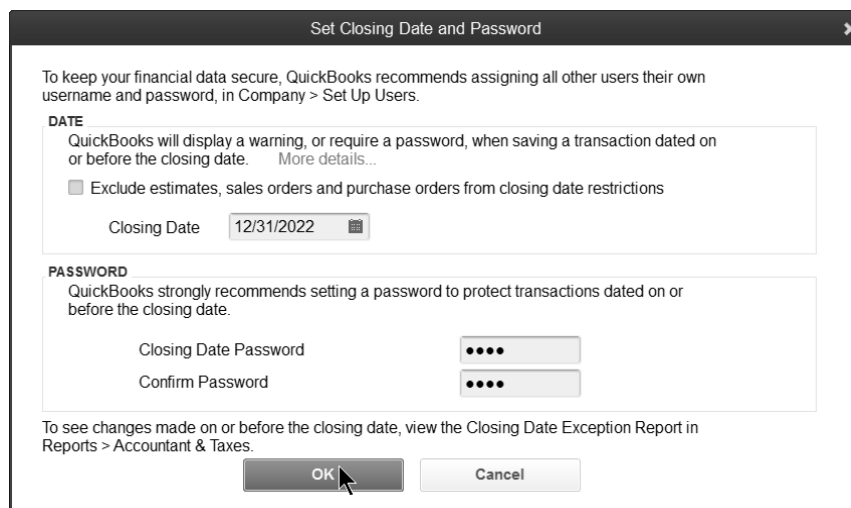 Set Closing Date and Password
To keep your financial data secure, QuickBooks recommends assigning all other users their own
username and password, in Company > Set Up Users.
DATE
QuickBooks will display a warning, or require a password, when saving a transaction dated on
or before the closing date. More details...
Exclude estimates, sales orders and purchase orders from closing date restrictions
Closing Date 12/31/2022
PASSWORD
QuickBooks strongly recommends setting a password to protect transactions dated on or
before the closing date.
Closing Date Password ••••
Confirm Password ••••
To see changes made on or before the closing date, view the Closing Date Exception Report in
Reports > Accountant & Taxes.
OK Cancel